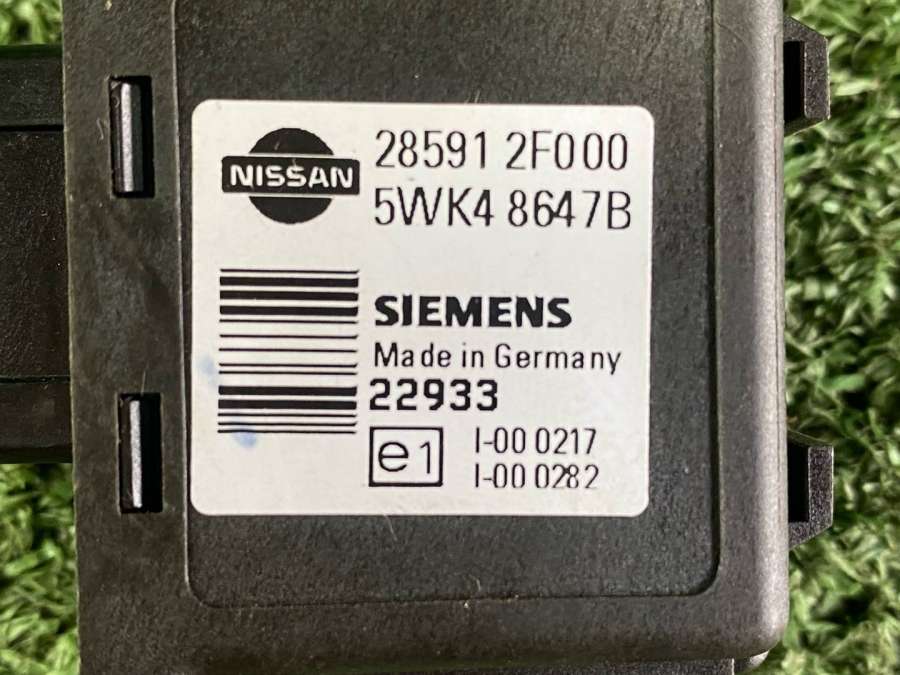 NISSAN
28591 2F000
5WK4 8647B
SIEMENS
Made in Germany
22933
e1
I-00 0217
I-00 0282